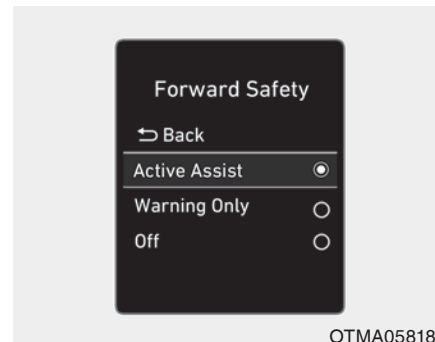 Forward Safety
Back
Active Assist
Warning Only
Off
OTMA05818